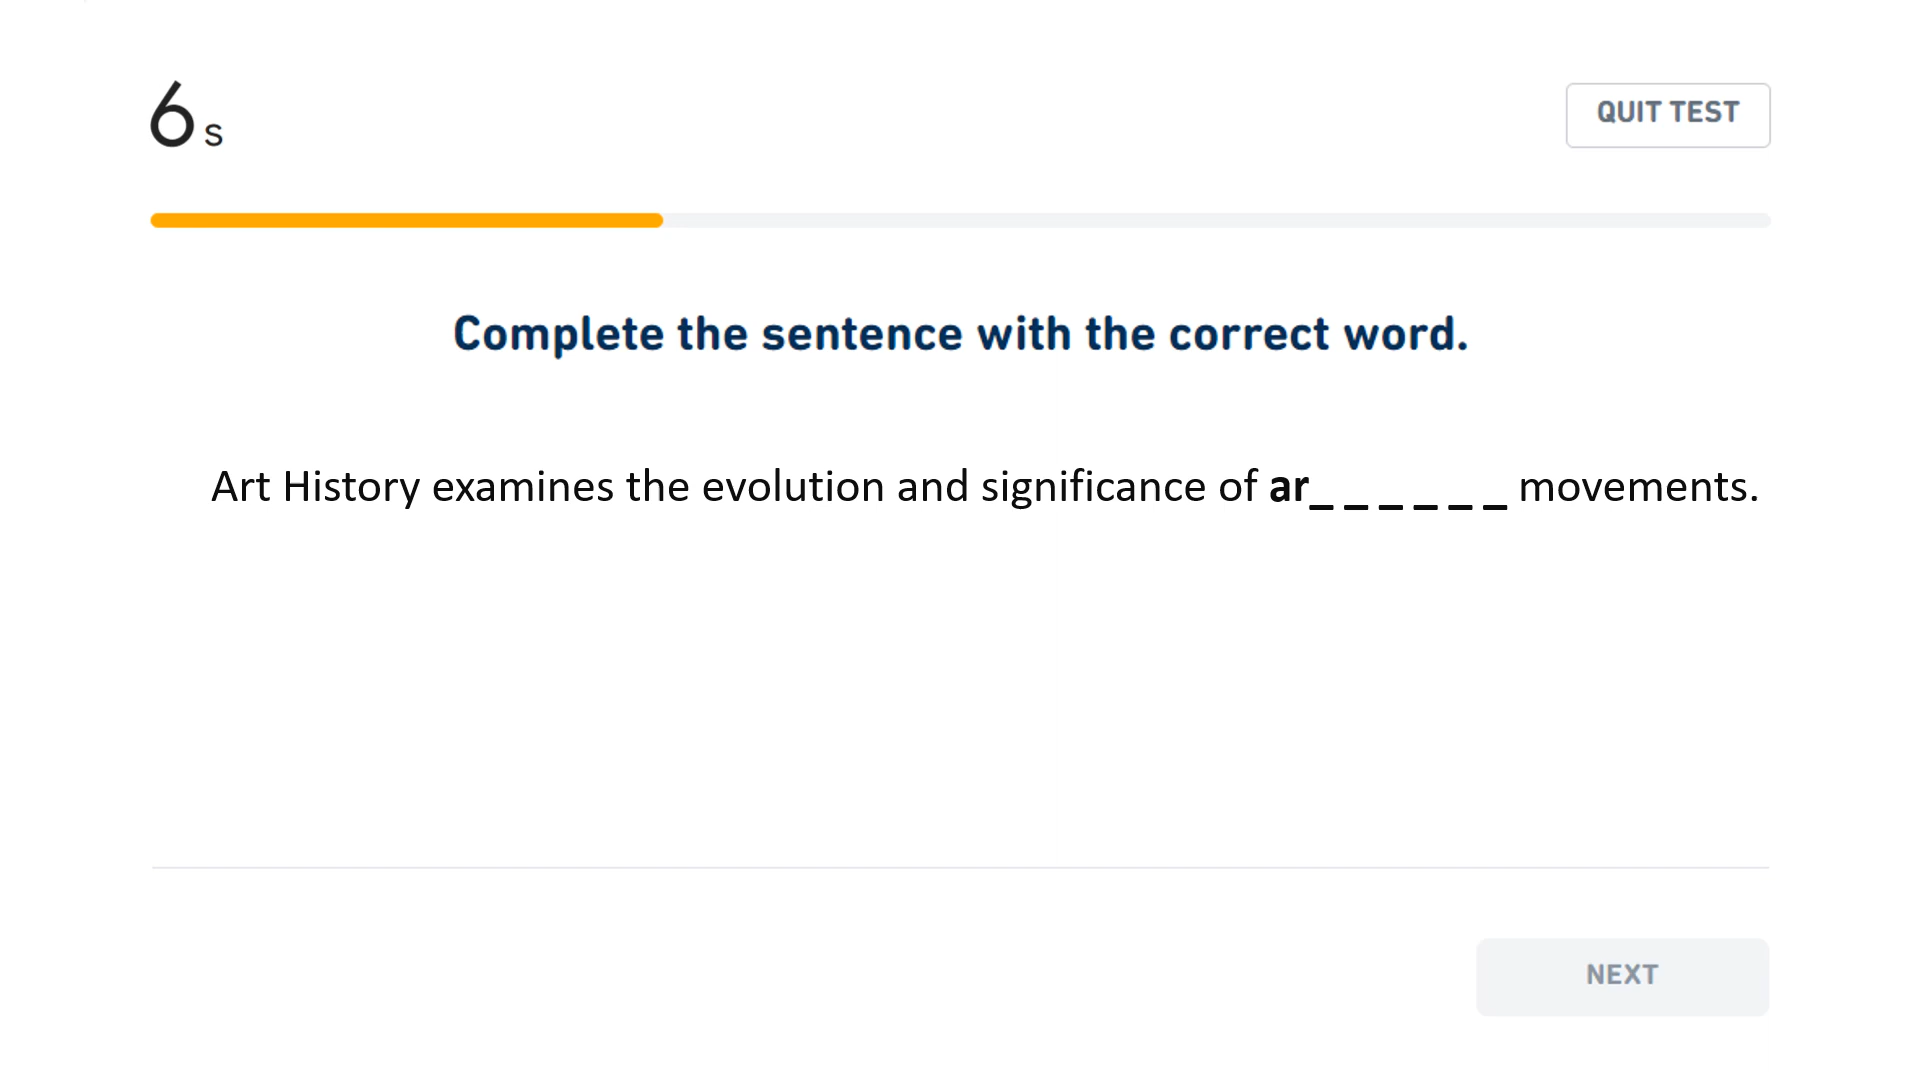 6 s
QUIT TEST
Complete the sentence with the correct word.
Art History examines the evolution and significance of ar_ _ _ _ _ _ movements.
NEXT